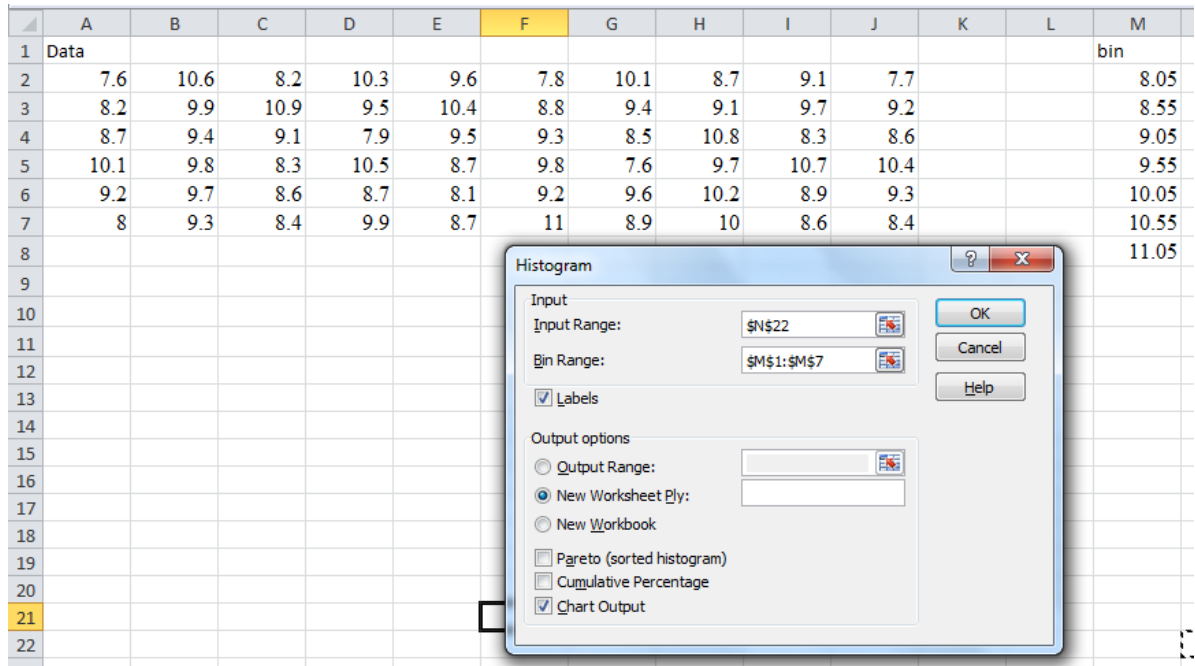 A B C D E F G H I J K L M
1 Data bin
2 7.6 10.6 8.2 10.3 9.6 7.8 10.1 8.7 9.1 7.7 8.05
3 8.2 9.9 10.9 9.5 10.4 8.8 9.4 9.1 9.7 9.2 8.55
4 8.7 9.4 9.1 7.9 9.5 9.3 8.5 10.8 8.3 8.6 9.05
5 10.1 9.8 8.3 10.5 8.7 9.8 7.6 9.7 10.7 10.4 9.55
6 9.2 9.7 8.6 8.7 8.1 9.2 9.6 10.2 8.9 9.3 10.05
7 8 9.3 8.4 9.9 8.7 11 8.9 10 8.6 8.4 10.55
8 11.05
9
10
11
12
13
14
15
16
17
18
19
20
21
22
Histogram ? X
Input
Input Range: $N$22
Bin Range: $M$1:$M$7
Labels
OK
Cancel
Help
Output options
Output Range:
New Worksheet Ply:
New Workbook
Pareto (sorted histogram)
Cumulative Percentage
Chart Output